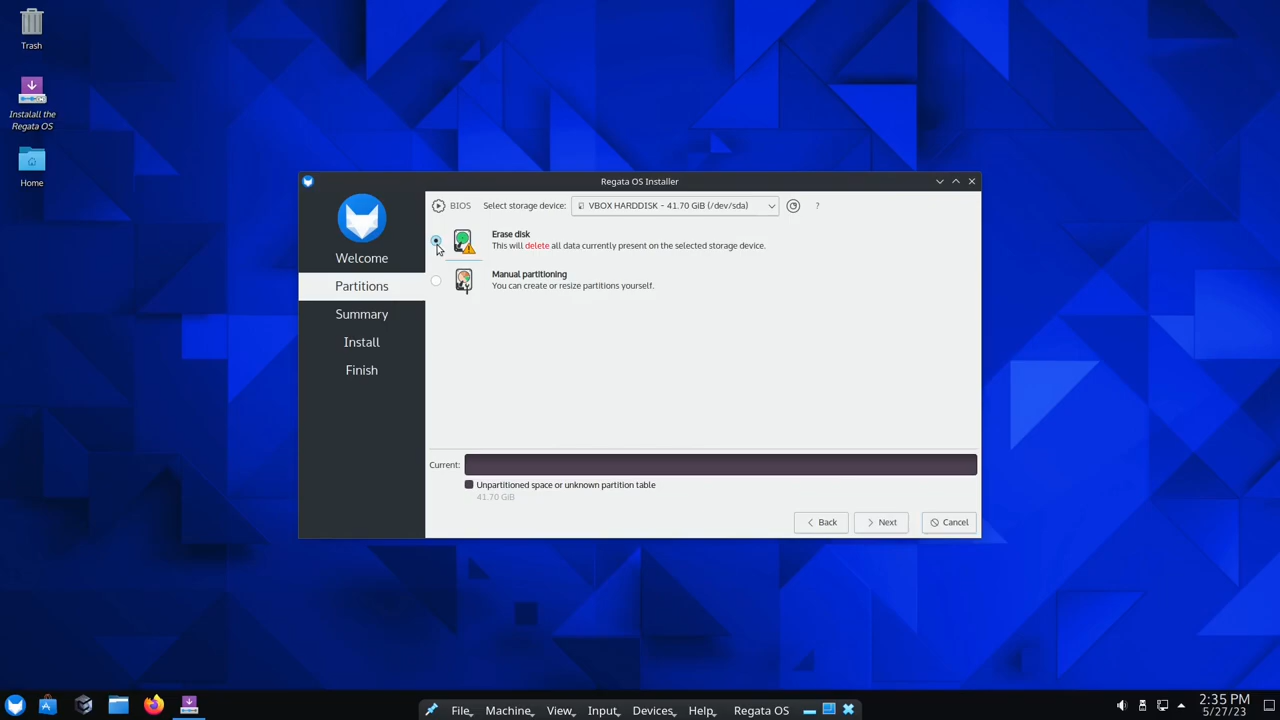 Trash
Instalall the
Regata OS
Home
Regata OS Installer
BIOS
Select storage device:
VBOX HARDDISK - 41.70 GiB (/dev/sda)
?
Welcome
Partitions
Summary
Install
Finish
Erase disk
This will delete all data currently present on the selected storage device.
Manual partitioning
You can create or resize partitions yourself.
Current:
Unpartitioned space or unknown partition table
41.70 GiB
Back
Next
Cancel
File
Machine
View
Input
Devices
Help
Regata OS
2:35 PM
5/27/23